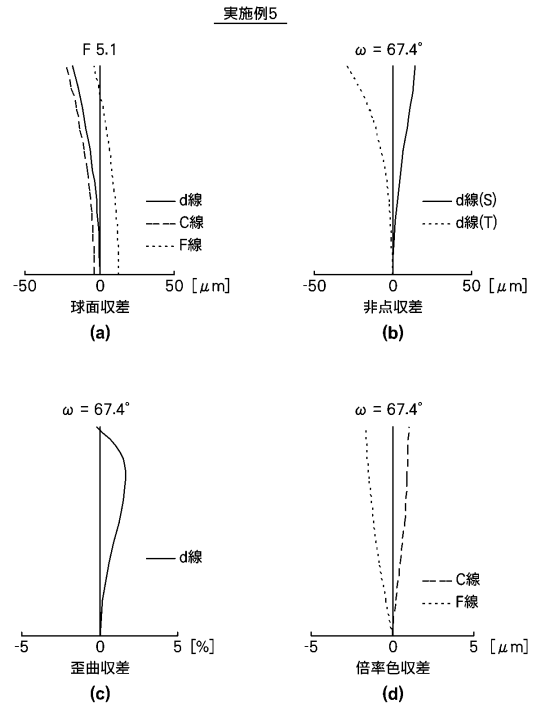 実施例5
F 5.1
d線
C線
F線
-50 0 50 [μm]
球面収差
(a)
ω = 67.4°
d線(S)
d線(T)
-50 0 50 [μm]
非点収差
(b)
ω = 67.4°
d線
-5 0 5 [%]
歪曲収差
(c)
ω = 67.4°
C線
F線
-5 0 5 [μm]
倍率色収差
(d)